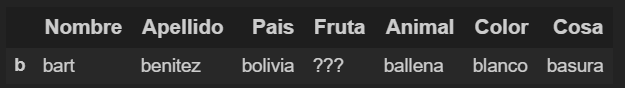 Nombre Apellido Pais Fruta Animal Color Cosa
b bart benitez bolivia ??? ballena blanco basura